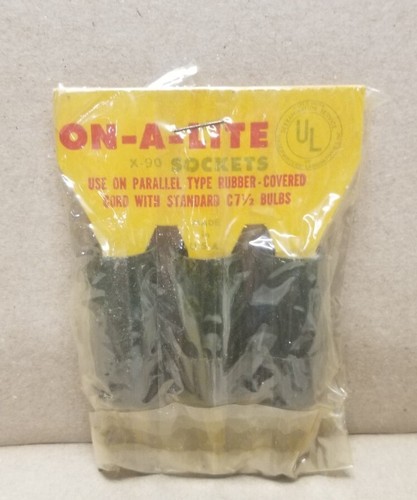 ON-A-LITE
X-90 SOCKETS
UL
USE ON PARALLEL TYPE RUBBER-COVERED
CORD WITH STANDARD C7½ BULBS